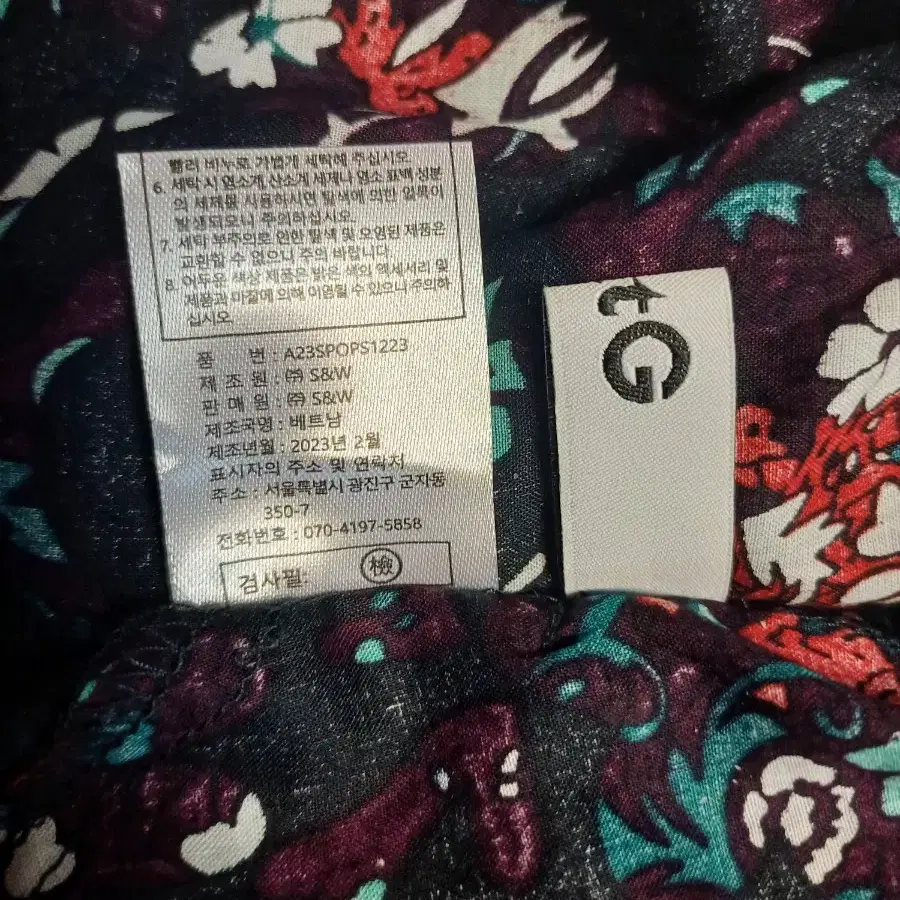 빨리 비누로 가볍게 세탁해 주십시오.
6. 세탁 시 염소계, 산소계 세제나 염소 표백 성분
의 세제를 사용하시면 탈색에 의한 얼룩이
발생되오니 주의하십시오.
7. 세탁 부주의로 인한 탈색 및 오염된 제품은
교환할 수 없으니 주의 바랍니다.
8. 어두운 색상 제품은 밝은 색의 액세서리 및
제품과 마찰에 의해 이염될 수 있으니 주의하
십시오.
품 번 : A23SPOPS1223
제 조 원 : ㈜ S&W
판 매 원 : ㈜ S&W
제조국명 : 베트남
제조년월 : 2023년 2월
표시자의 주소 및 연락처
주소 : 서울특별시 광진구 군자동
350-7
전화번호 : 070-4197-5858
검사필: 檢
tG